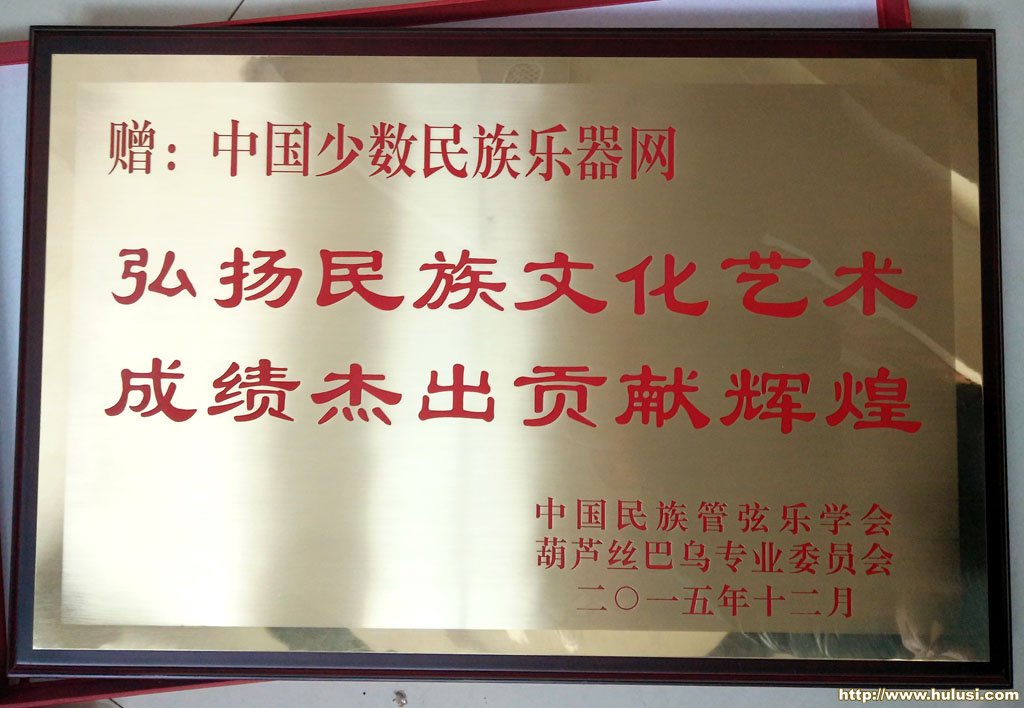 赠：中国少数民族乐器网
弘扬民族文化艺术
成绩杰出贡献辉煌
中国民族管弦乐学会
葫芦丝巴乌专业委员会
二〇一五年十二月
http://www.hulusi.com